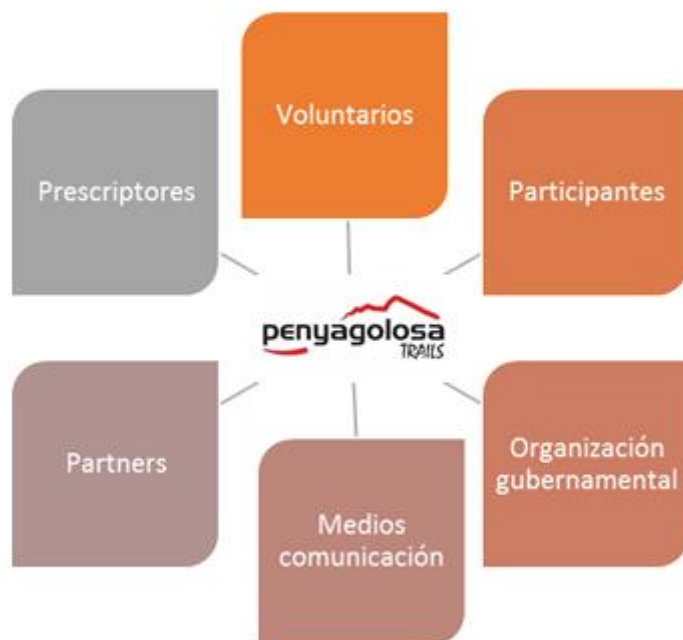 Voluntarios
Prescriptores
Participantes
penyagolosa
TRAILS
Partners
Organización
gubernamental
Medios
comunicación